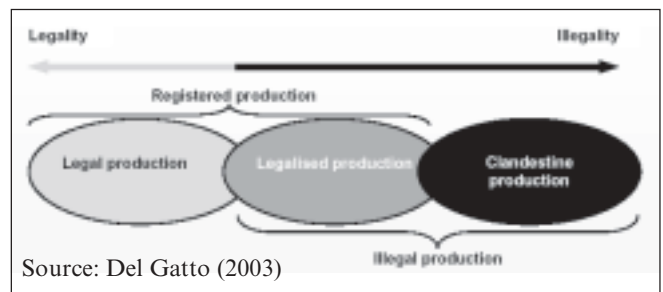 Legality Illegality
Registered production
Legal production Legalised production Clandestine
production
Illegal production
Source: Del Gatto (2003)